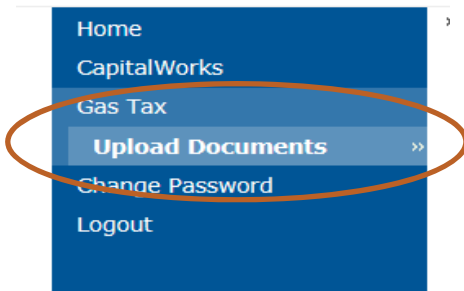 Home
CapitalWorks
Gas Tax
Upload Documents »
Change Password
Logout